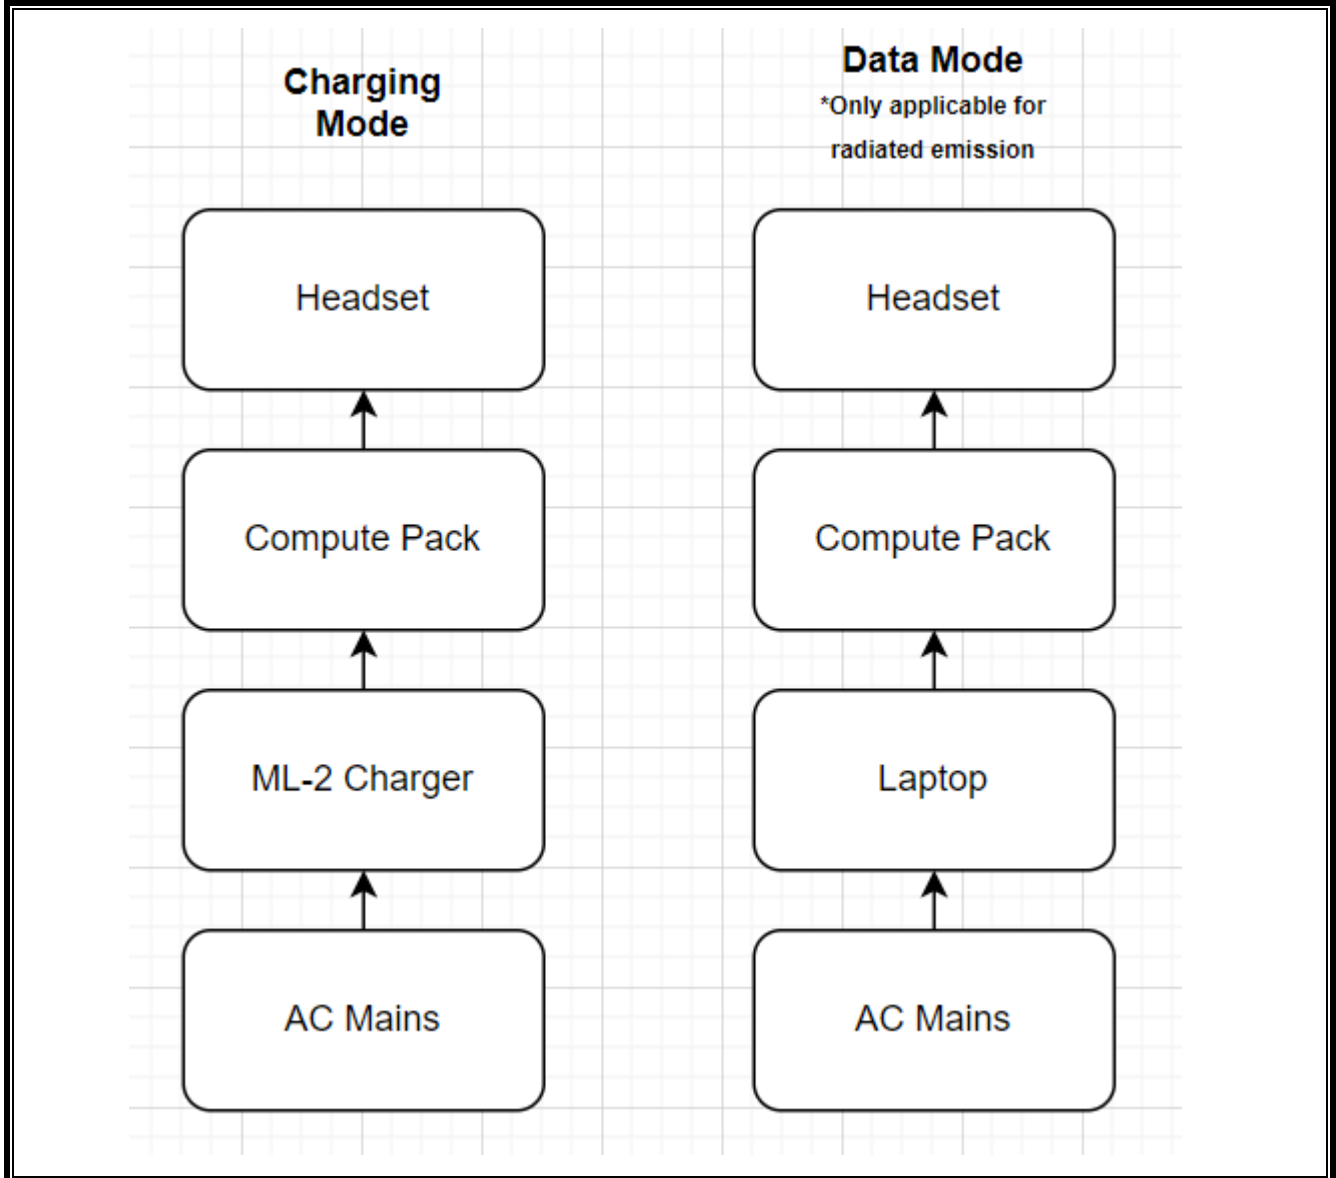 Charging
Mode
Headset
Compute Pack
ML-2 Charger
AC Mains
Data Mode
*Only applicable for
radiated emission
Headset
Compute Pack
Laptop
AC Mains